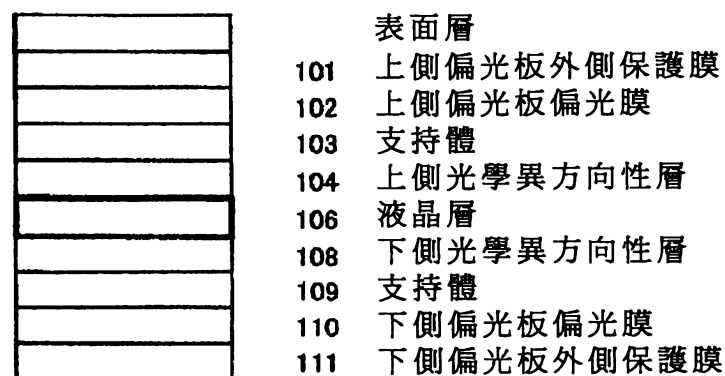 表面層
101 上側偏光板外側保護膜
102 上側偏光板偏光膜
103 支持體
104 上側光學異方向性層
106 液晶層
108 下側光學異方向性層
109 支持體
110 下側偏光板偏光膜
111 下側偏光板外側保護膜